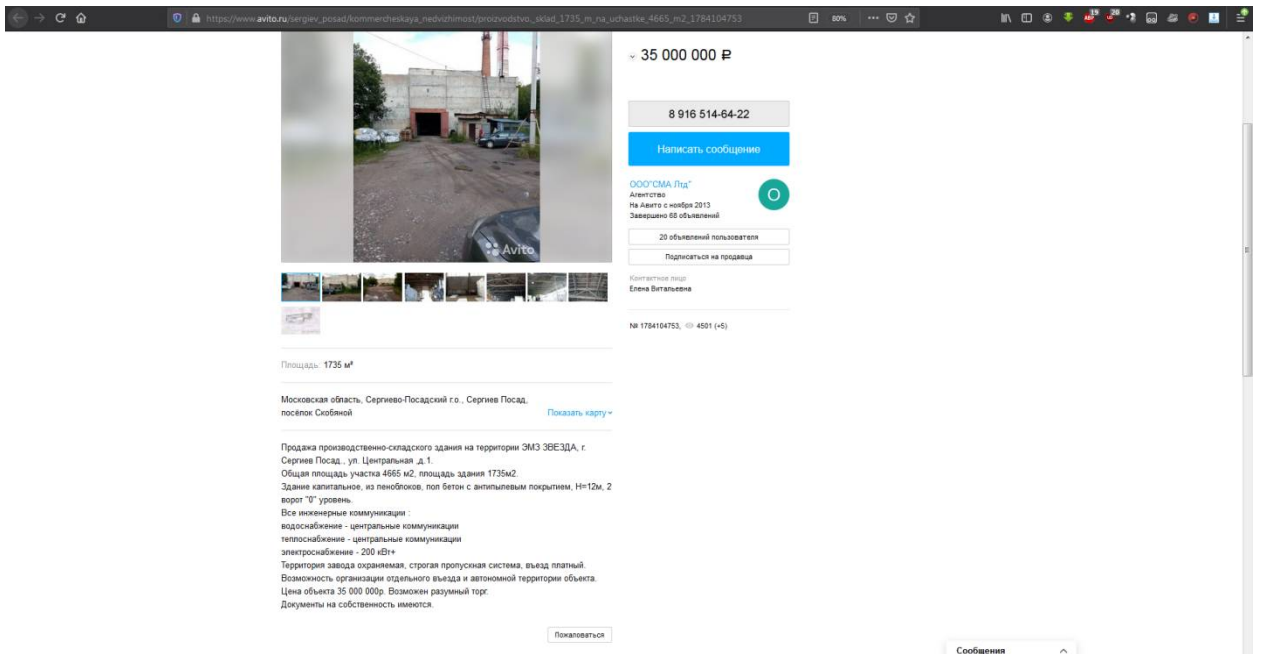 https://www.avito.ru/sergiev_posad/kommercheskaya_nedvizhimost/proizvodstvo_sklad_1735_m_na_uchastke_4665_m2_1784104753
80%
19
20
35 000 000 ₽
8 916 514-64-22
Написать сообщение
ООО"СМА Лтд"
Агентство
На Авито с ноября 2013
Завершено 68 объявлений
О
20 объявлений пользователя
Подписаться на продавца
Контактное лицо
Елена Витальевна
№ 1784104753, 4501 (+5)
Avito
Площадь: 1735 м²
Московская область, Сергиево-Посадский г.о., Сергиев Посад,
посёлок Скобяной
Показать карту
Продажа производственно-складского здания на территории ЭМЗ ЗВЕЗДА, г.
Сергиев Посад., ул. Центральная ,д.1.
Общая площадь участка 4665 м2, площадь здания 1735м2.
Здание капитальное, из пеноблоков, пол бетон с антипылевым покрытием, Н=12м, 2
ворот "0" уровень.
Все инженерные коммуникации :
водоснабжение - центральные коммуникации
теплоснабжение - центральные коммуникации
электроснабжение - 200 кВт+
Территория завода охраняемая, строгая пропускная система, въезд платный.
Возможность организации отдельного въезда и автономной территории объекта.
Цена объекта 35 000 000р. Возможен разумный торг.
Документы на собственность имеются.
Пожаловаться
Сообщения